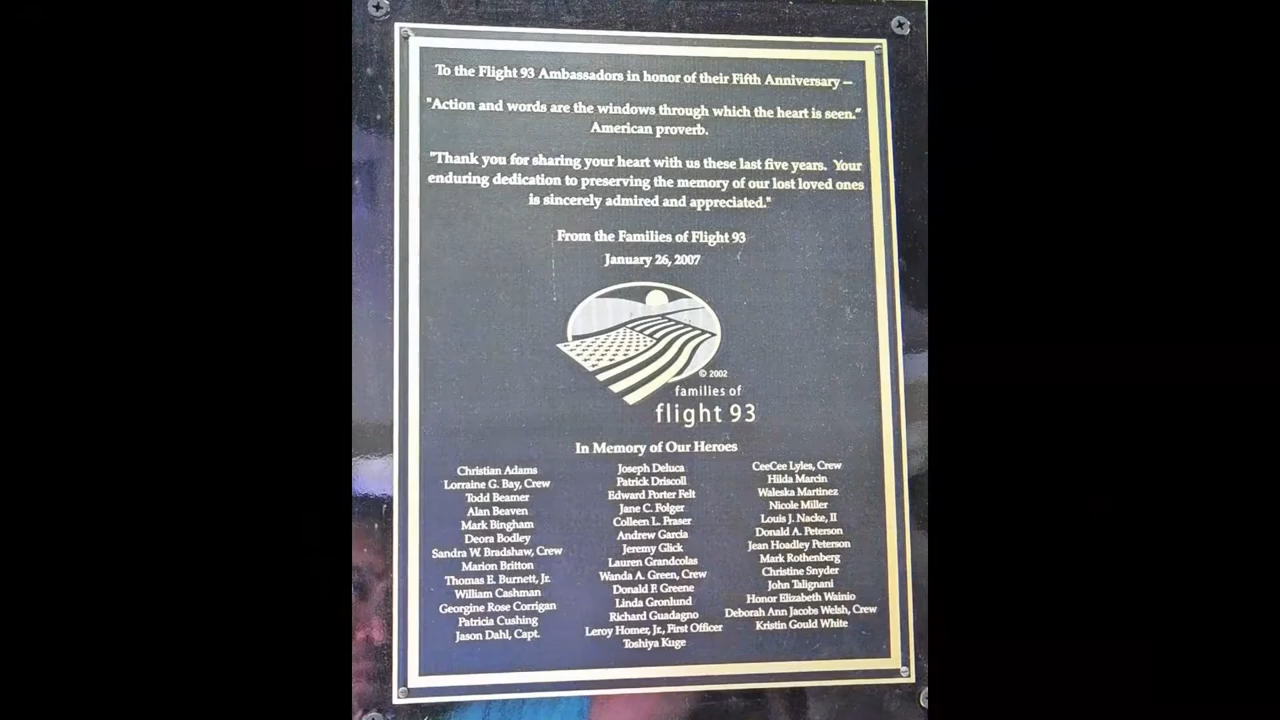 To the Flight 93 Ambassadors in honor of their Fifth Anniversary —
"Action and words are the windows through which the heart is seen."
American proverb.
"Thank you for sharing your heart with us these last five years. Your
enduring dedication to preserving the memory of our lost loved ones
is sincerely admired and appreciated."
From the Families of Flight 93
January 26, 2007
© 2002
families of
flight 93
In Memory of Our Heroes
Christian Adams
Lorraine G. Bay, Crew
Todd Beamer
Alan Beaven
Mark Bingham
Deora Bodley
Sandra W. Bradshaw, Crew
Marion Britton
Thomas E. Burnett, Jr.
William Cashman
Georgine Rose Corrigan
Patricia Cushing
Jason Dahl, Capt.
Joseph Deluca
Patrick Driscoll
Edward Porter Felt
Jane C. Folger
Colleen L. Fraser
Andrew Garcia
Jeremy Glick
Lauren Grandcolas
Wanda A. Green, Crew
Donald F. Greene
Linda Gronlund
Richard Guadagno
Leroy Homer, Jr., First Officer
Toshiya Kuge
CeeCee Lyles, Crew
Hilda Marcin
Waleska Martinez
Nicole Miller
Louis J. Nacke, II
Donald A. Peterson
Jean Hoadley Peterson
Mark Rothenberg
Christine Snyder
John Talignani
Honor Elizabeth Wainio
Deborah Ann Jacobs Welsh, Crew
Kristin Gould White